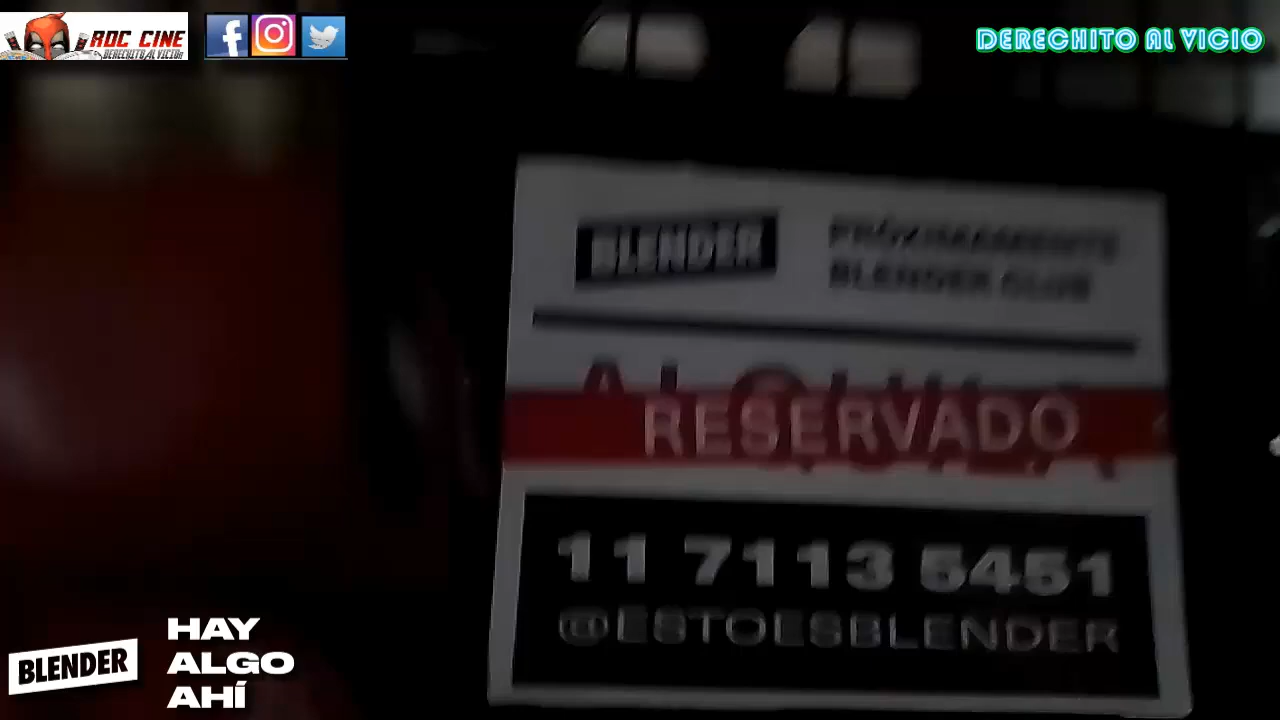 RDC CINE
DERECHITO AL VICIO
DERECHITO AL VICIO
BLENDER
PRÓXIMAMENTE
BLENDER CLUB
RESERVADO
11 7113 5451
@ESTOESBLENDER
BLENDER
HAY
ALGO
AHÍ